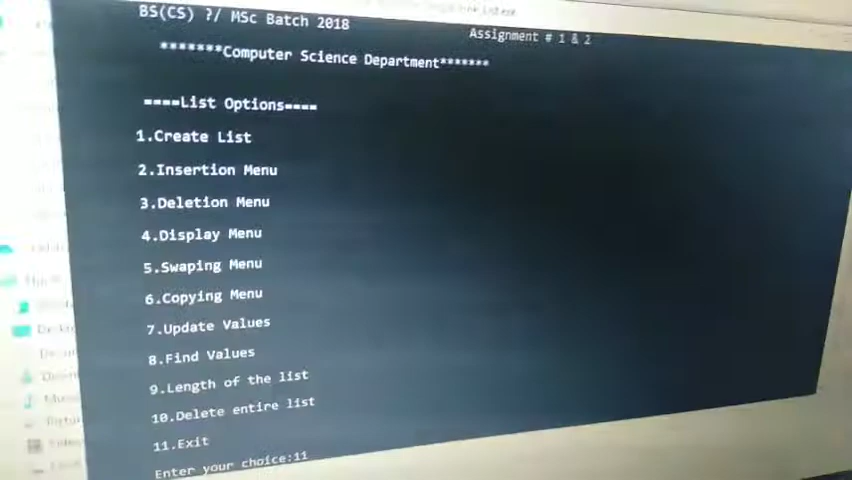 BS(CS) ?/ MSc Batch 2018
Assignment # 1 & 2
*******Computer Science Department*******
====List Options====
1.Create List
2.Insertion Menu
3.Deletion Menu
4.Display Menu
5.Swaping Menu
6.Copying Menu
7.Update Values
8.Find Values
9.Length of the list
10.Delete entire list
11.Exit
Enter your choice:11